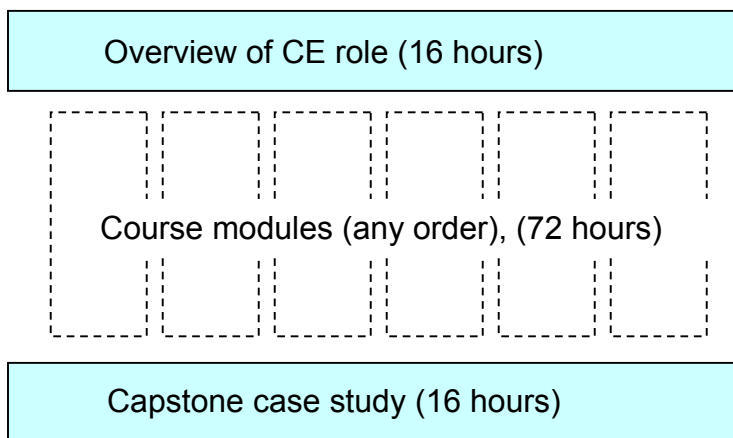 Overview of CE role (16 hours)
Course modules (any order), (72 hours)
Capstone case study (16 hours)